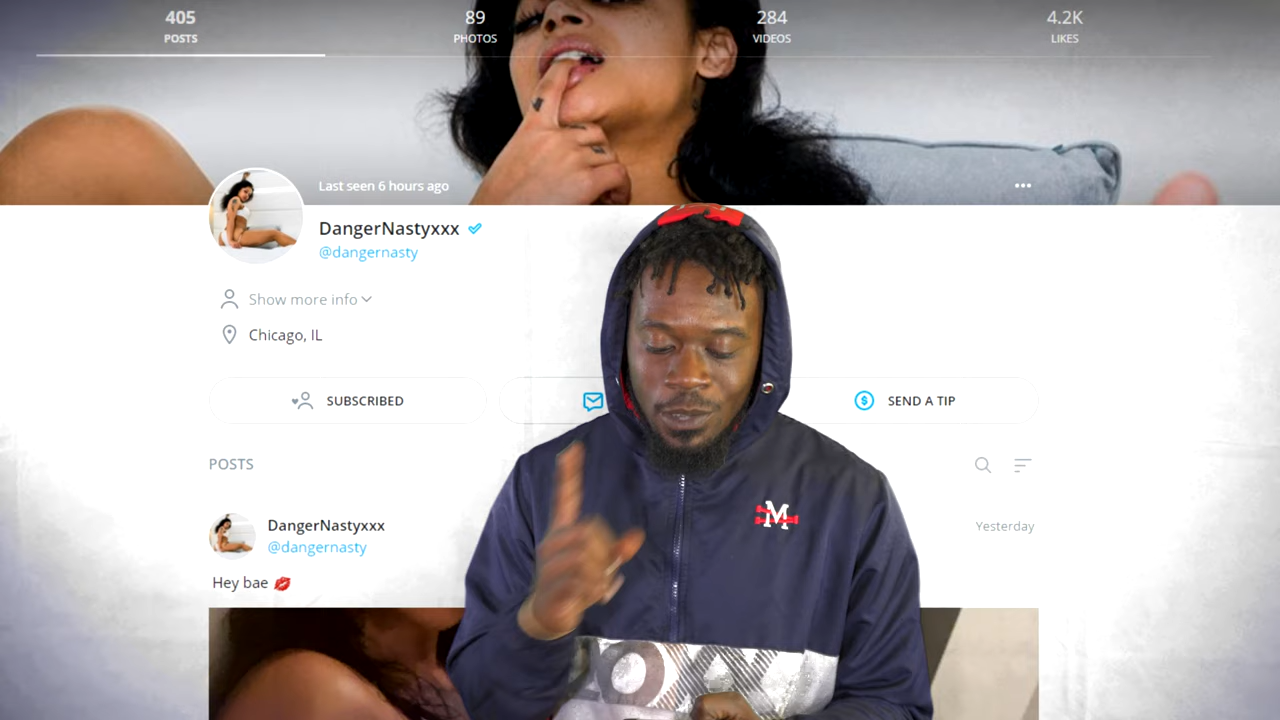 405 89 284 4.2K
POSTS PHOTOS VIDEOS LIKES
Last seen 6 hours ago
DangerNastyxxx
@dangernasty
Show more info
Chicago, IL
SUBSCRIBED SEND A TIP
POSTS
M
DangerNastyxxx
Yesterday
@dangernasty
Hey bae 💋